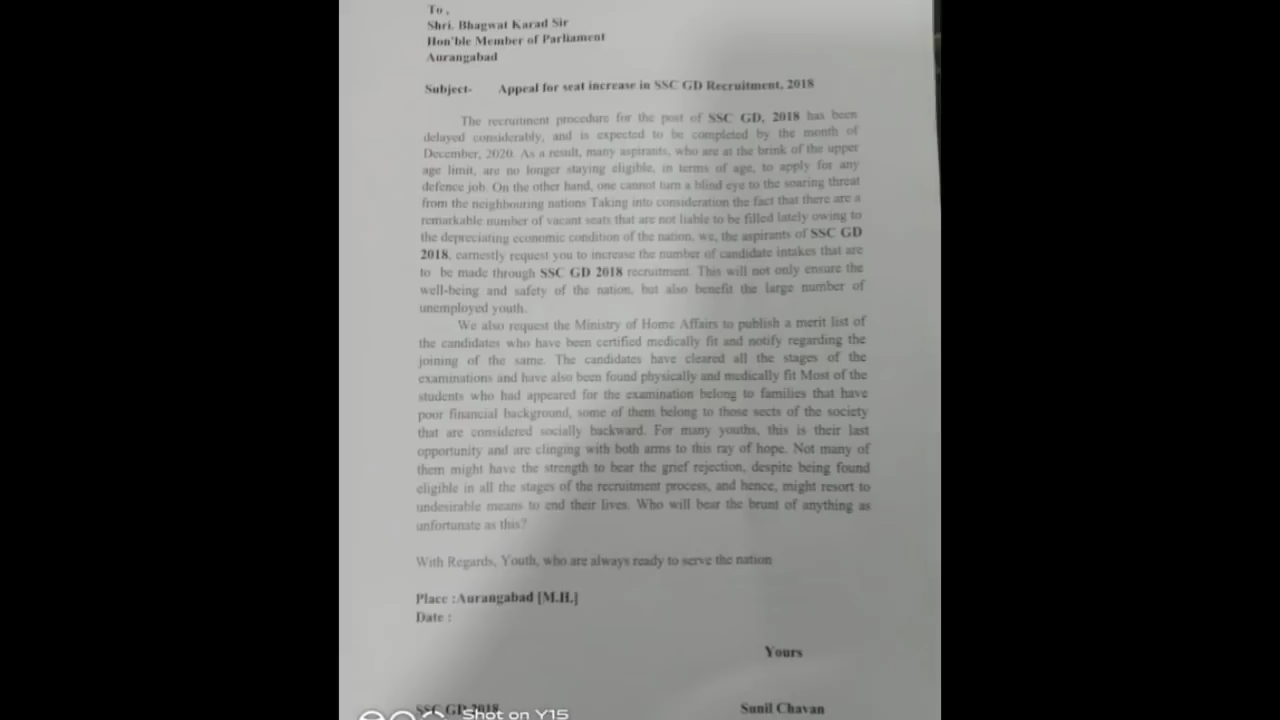 To ,
Shri. Bhagwat Karad Sir
Hon'ble Member of Parliament
Aurangabad
Subject- Appeal for seat increase in SSC GD Recruitment, 2018
The recruitment procedure for the post of SSC GD, 2018 has been
delayed considerably, and is expected to be completed by the month of
December, 2020. As a result, many aspirants, who are at the brink of the upper
age limit, are no longer staying eligible, in terms of age, to apply for any
defence job. On the other hand, one cannot turn a blind eye to the soaring threat
from the neighbouring nations Taking into consideration the fact that there are a
remarkable number of vacant seats that are not liable to be filled lately owing to
the depreciating economic condition of the nation, we, the aspirants of SSC GD
2018, earnestly request you to increase the number of candidate intakes that are
to be made through SSC GD 2018 recruitment. This will not only ensure the
well-being and safety of the nation, but also benefit the large number of
unemployed youth.
We also request the Ministry of Home Affairs to publish a merit list of
the candidates who have been certified medically fit and notify regarding the
joining of the same. The candidates have cleared all the stages of the
examinations and have also been found physically and medically fit Most of the
students who had appeared for the examination belong to families that have
poor financial background, some of them belong to those sects of the society
that are considered socially backward. For many youths, this is their last
opportunity and are clinging with both arms to this ray of hope. Not many of
them might have the strength to bear the grief rejection, despite being found
eligible in all the stages of the recruitment process, and hence, might resort to
undesirable means to end their lives. Who will bear the brunt of anything as
unfortunate as this?
With Regards, Youth, who are always ready to serve the nation
Place :Aurangabad [M.H.]
Date :
Yours
SSC GD 2018 Sunil Chavan
Shot on Y15